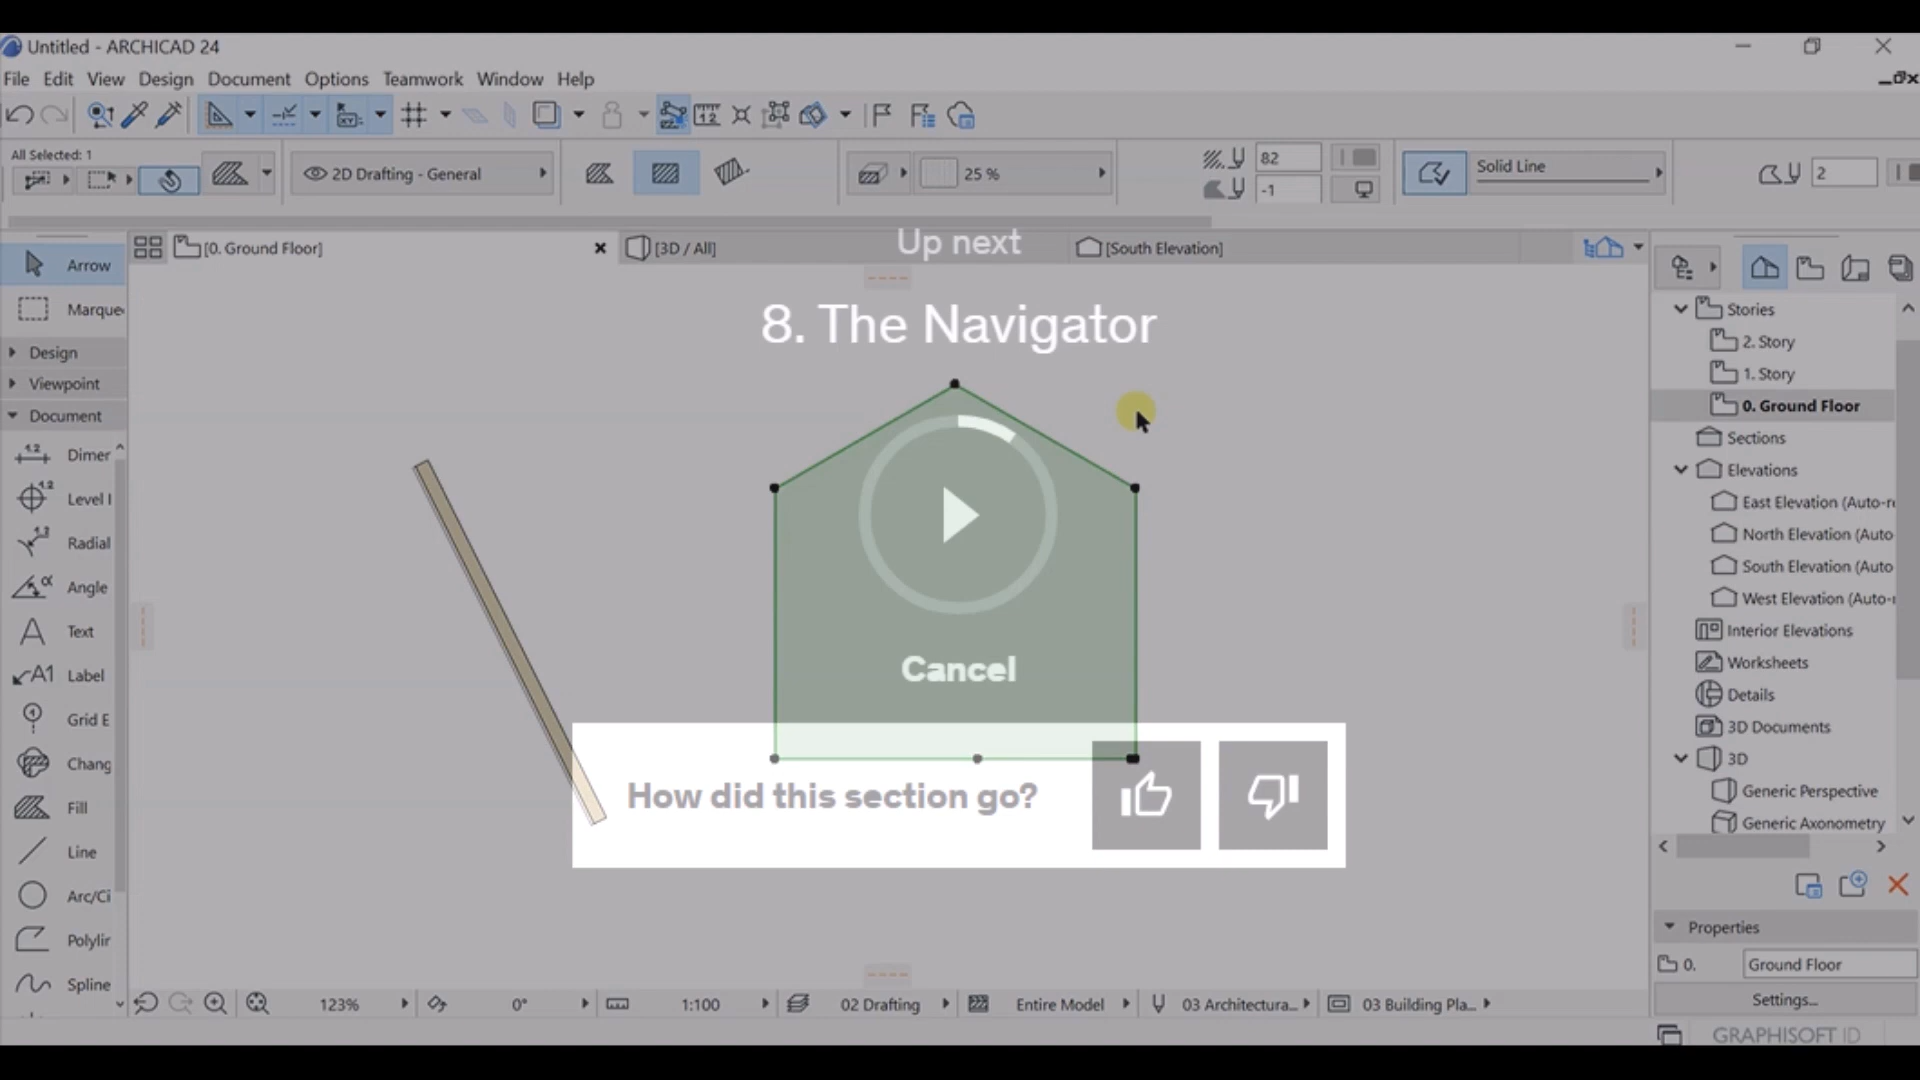 Untitled - ARCHICAD 24
File Edit View Design Document Options Teamwork Window Help
All Selected: 1
2D Drafting - General
25 %
82
-1
Solid Line
2
[0. Ground Floor]
[3D / All]
[South Elevation]
Up next
8. The Navigator
Cancel
How did this section go?
Arrow
Marque
Design
Viewpoint
Document
Dimer
Level I
Radial
Angle
Text
Label
Grid E
Chang
Fill
Line
Arc/Ci
Polylir
Spline
Stories
2. Story
1. Story
0. Ground Floor
Sections
Elevations
East Elevation (Auto-re
North Elevation (Auto
South Elevation (Auto
West Elevation (Auto-r
Interior Elevations
Worksheets
Details
3D Documents
3D
Generic Perspective
Generic Axonometry
Properties
0. Ground Floor
Settings...
GRAPHISOFT ID
123%
0°
1:100
02 Drafting
Entire Model
03 Architectura...
03 Building Pla...